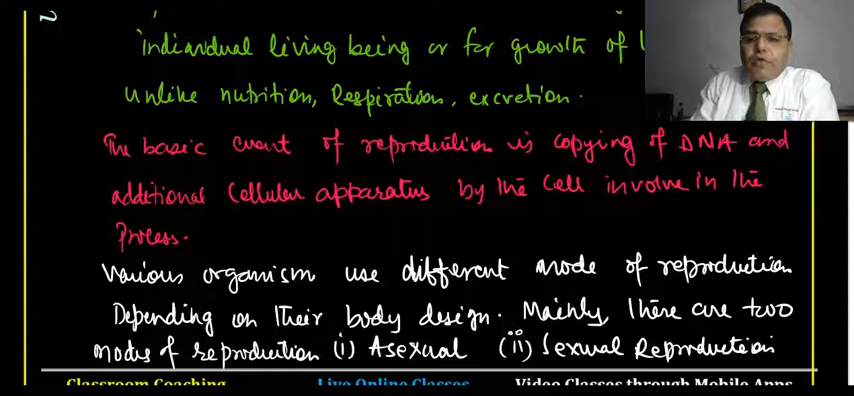 individual living being or for growth of
unlike nutrition, Respiration, excretion.
The basic event of reproduction is copying of DNA and
additional cellular apparatus by the cell involve in the
process.
Various organism use different mode of reproduction
Depending on their body design. Mainly, There are two
modes of reproduction (i) Asexual (ii) Sexual Reproduction
Classroom Coaching Live Online Classes Video Classes through Mobile Apps